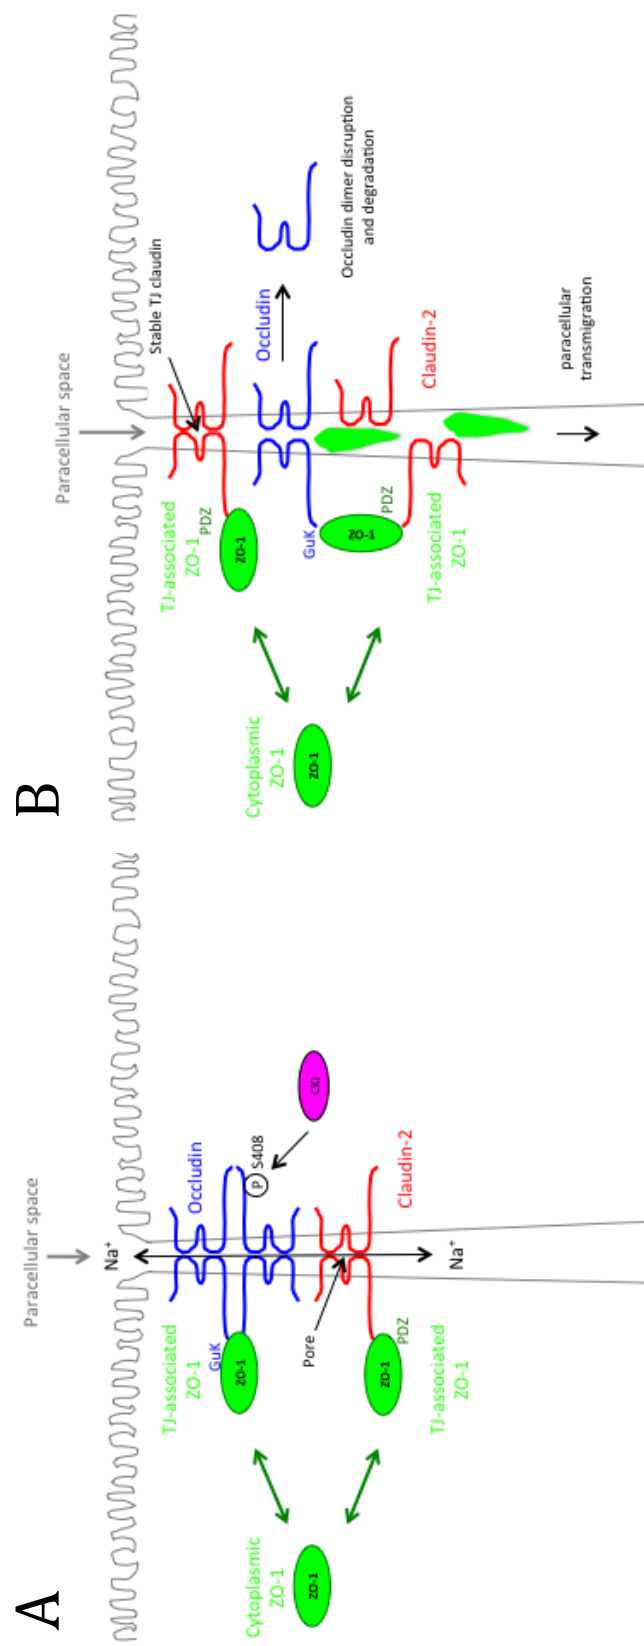 A
Paracellular space
Na+
TJ-associated
ZO-1
GuK
ZO-1
Occludin
P
S408
CKI
Cytoplasmic
ZO-1
ZO-1
Pore
Claudin-2
ZO-1
PDZ
TJ-associated
ZO-1
Na+
B
Paracellular space
Stable TJ claudin
TJ-associated
ZO-1
PDZ
ZO-1
Occludin
Occludin dimer disruption
and degradation
Cytoplasmic
ZO-1
ZO-1
GuK
ZO-1
PDZ
Claudin-2
TJ-associated
ZO-1
paracellular
transmigration